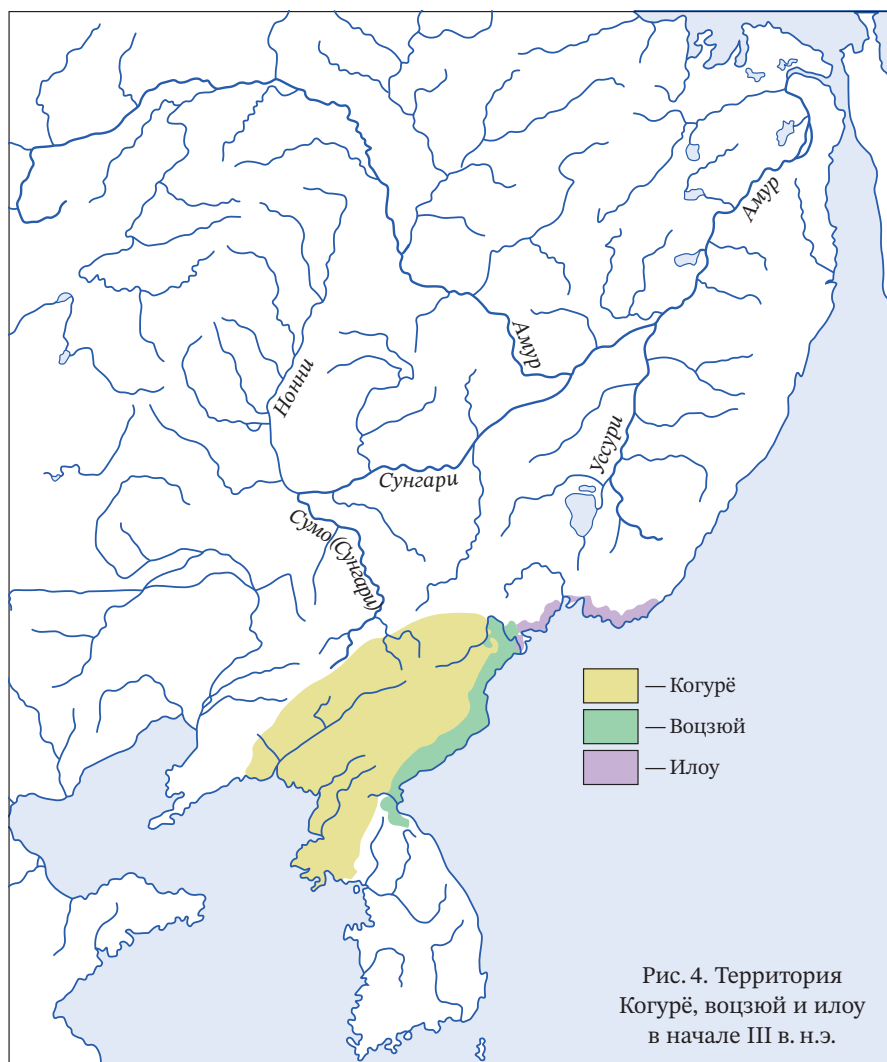 Амур
Амур
Нонни
Уссури
Сунгари
Сумо (Сунгари)
— Когурё
— Воцзюй
— Илоу
Рис. 4. Территория
Когурё, воцзюй и илоу
в начале III в. н.э.